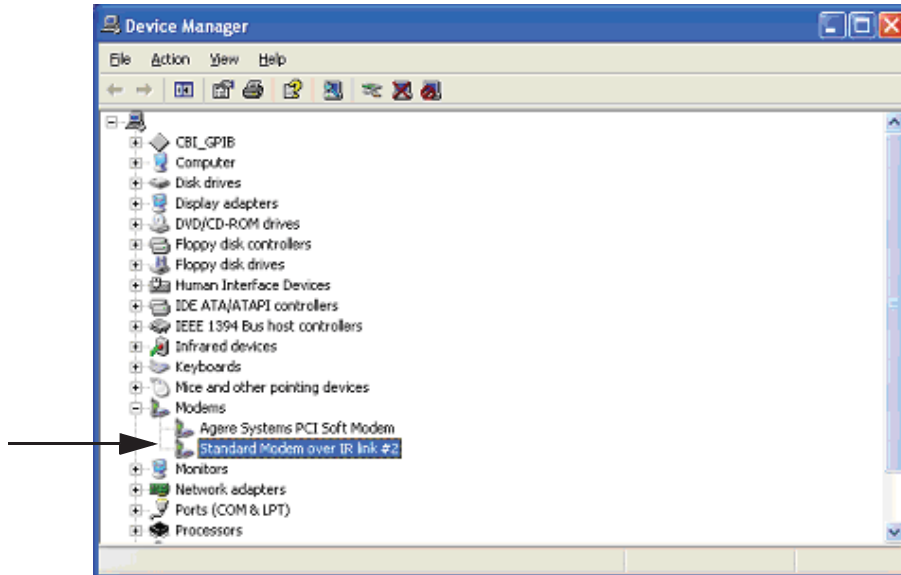 Device Manager
File Action View Help
CBI_GPIB
Computer
Disk drives
Display adapters
DVD/CD-ROM drives
Floppy disk controllers
Floppy disk drives
Human Interface Devices
IDE ATA/ATAPI controllers
IEEE 1394 Bus host controllers
Infrared devices
Keyboards
Mice and other pointing devices
Modems
Agere Systems PCI Soft Modem
Standard Modem over IR link #2
Monitors
Network adapters
Ports (COM & LPT)
Processors